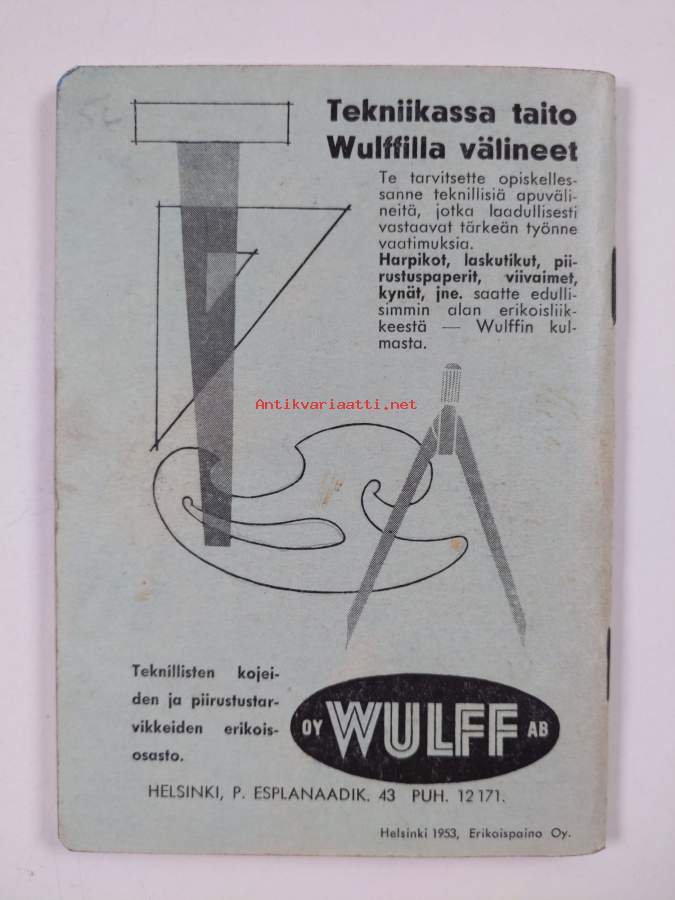 Tekniikassa taito
Wulffilla välineet
Te tarvitsette opiskelles-
sanne teknillisiä apuväli-
neitä, jotka laadullisesti
vastaavat tärkeän työnne
vaatimuksia.
Harpikot, laskutikut, pii-
rustuspaperit, viivaimet,
kynät, jne. saatte edulli-
simmin alan erikoisliik-
keestä — Wulffin kul-
masta.
Antikvariaatti.net
Teknillisten kojei-
den ja piirustustar-
vikkeiden erikois-
osasto.
OY WULFF AB
HELSINKI, P. ESPLANAADIK. 43 PUH. 12 171.
Helsinki 1953, Erikoispaino Oy.